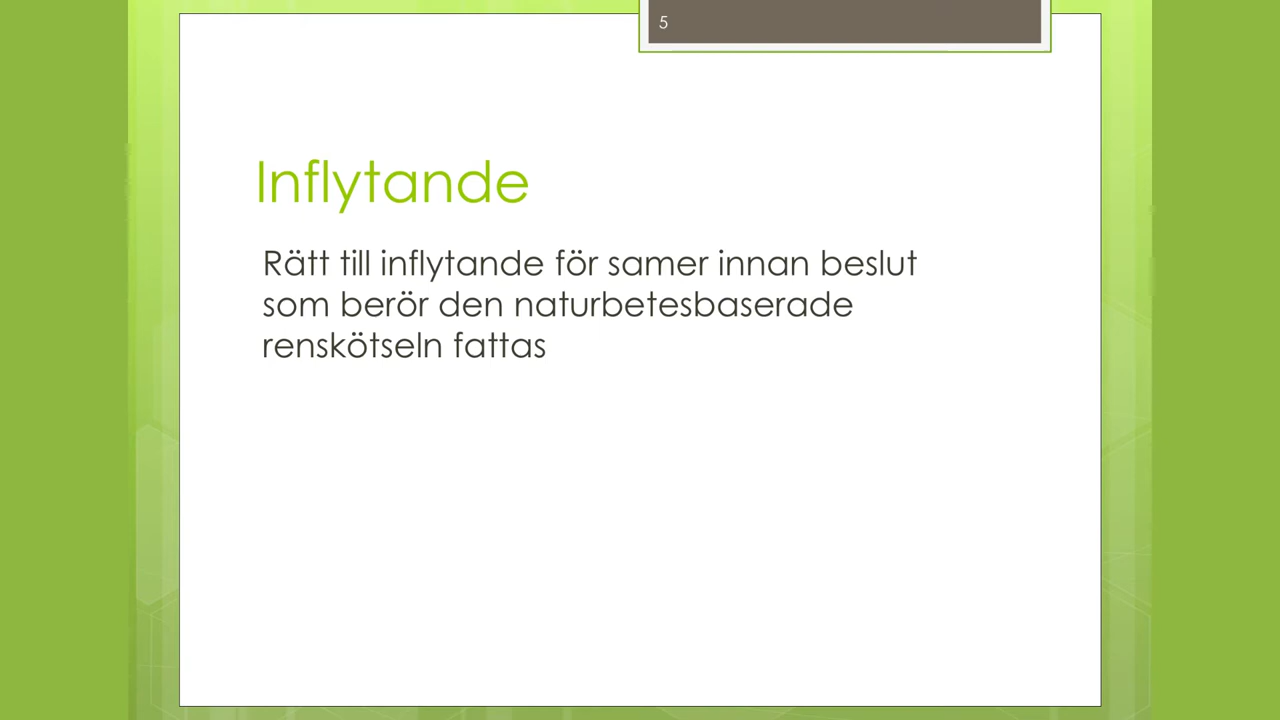 5
Inflytande
Rätt till inflytande för samer innan beslut
som berör den naturbetesbaserade
renskötseln fattas